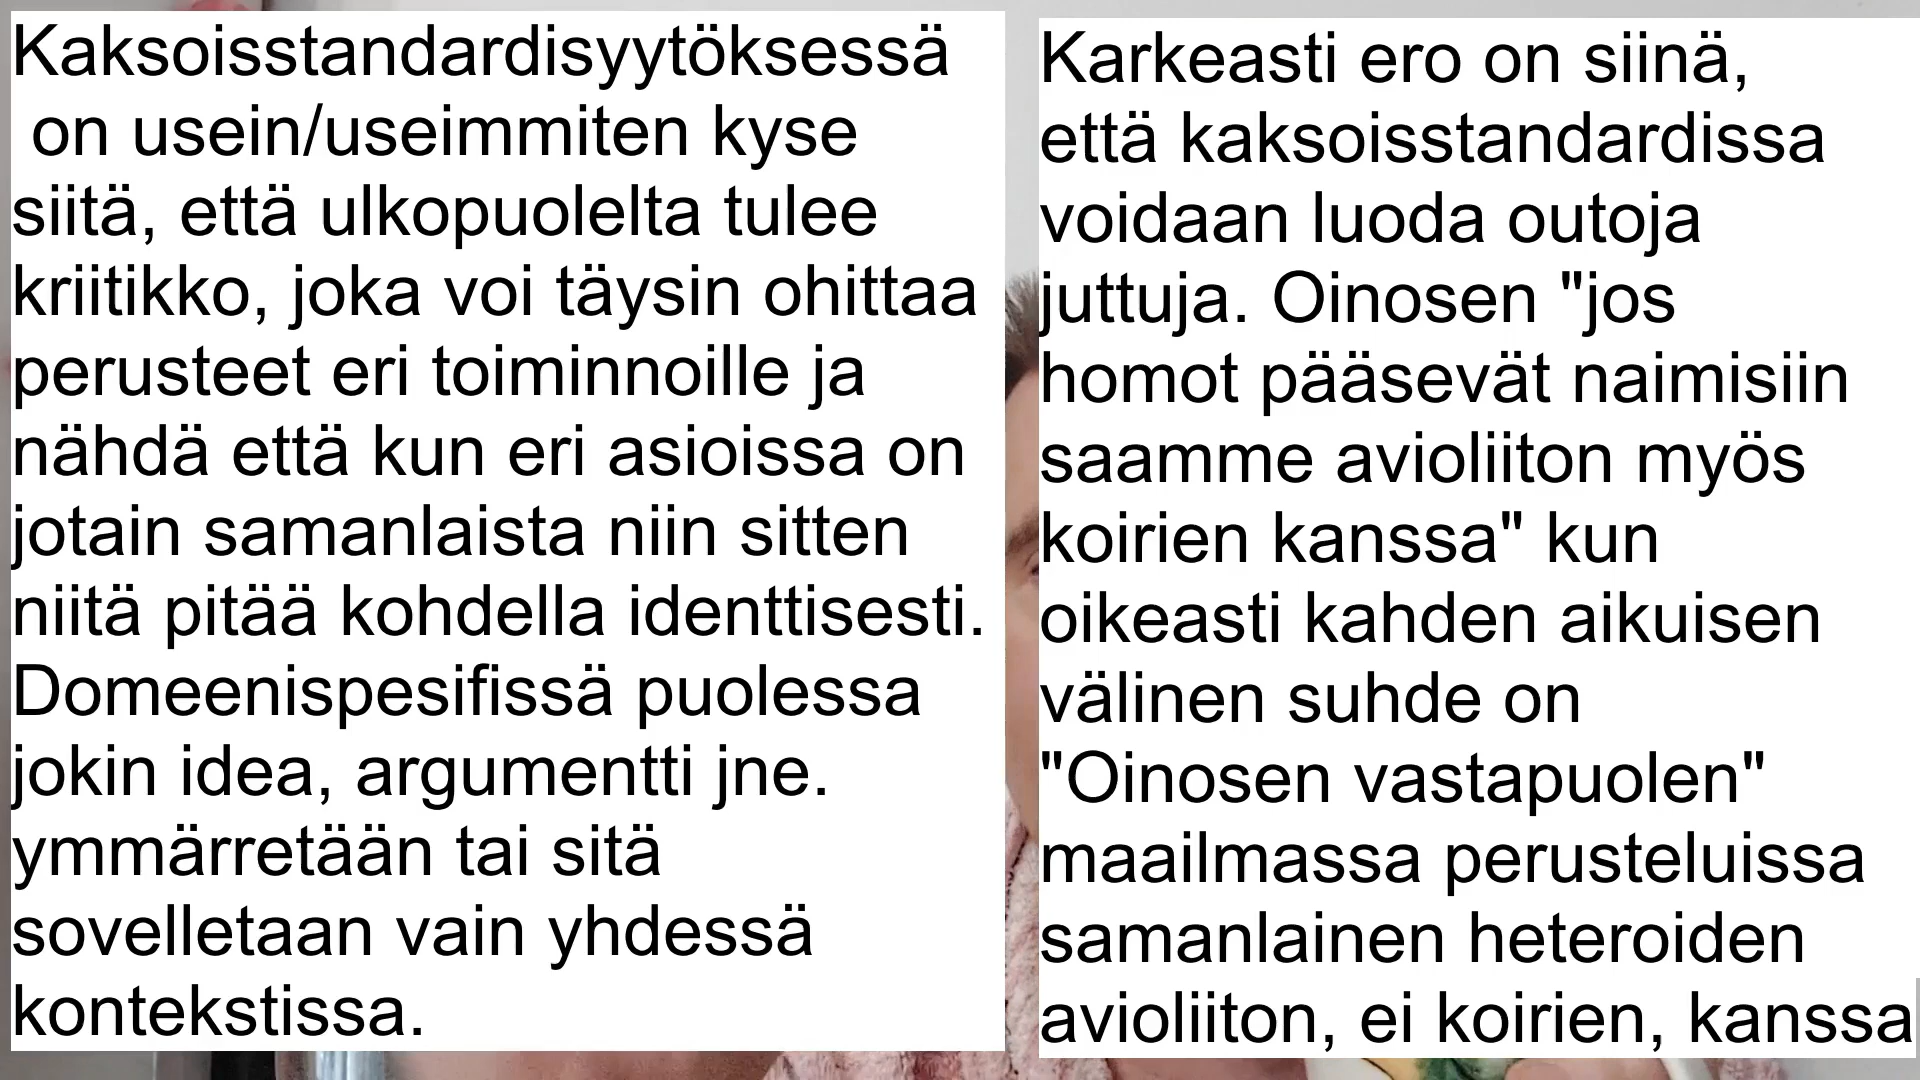 Kaksoisstandardisyytöksessä
on usein/useimmiten kyse
siitä, että ulkopuolelta tulee
kriitikko, joka voi täysin ohittaa
perusteet eri toiminnoille ja
nähdä että kun eri asioissa on
jotain samanlaista niin sitten
niitä pitää kohdella identtisesti.
Domeenispesifissä puolessa
jokin idea, argumentti jne.
ymmärretään tai sitä
sovelletaan vain yhdessä
kontekstissa.
Karkeasti ero on siinä,
että kaksoisstandardissa
voidaan luoda outoja
juttuja. Oinosen "jos
homot pääsevät naimisiin
saamme avioliiton myös
koirien kanssa" kun
oikeasti kahden aikuisen
välinen suhde on
"Oinosen vastapuolen"
maailmassa perusteluissa
samanlainen heteroiden
avioliiton, ei koirien, kanssa